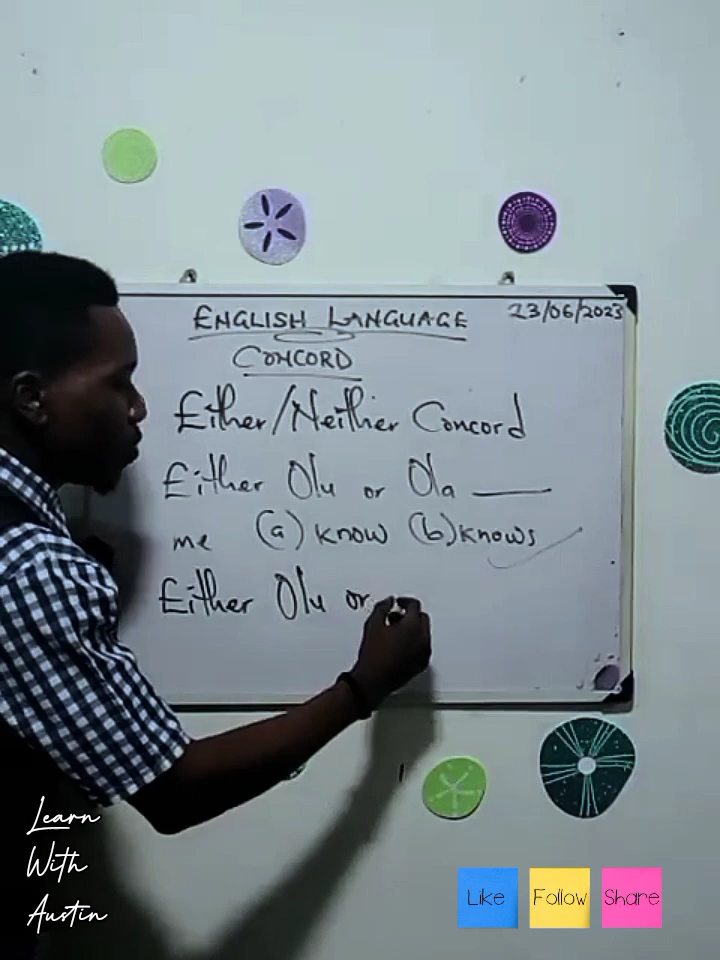 ENGLISH LANGUAGE
23/06/2023
CONCORD
Either/Neither Concord
Either Olu or Ola ———
me (a) know (b) knows ✓
Either Olu or
Learn
With
Austin
Like
Follow
Share